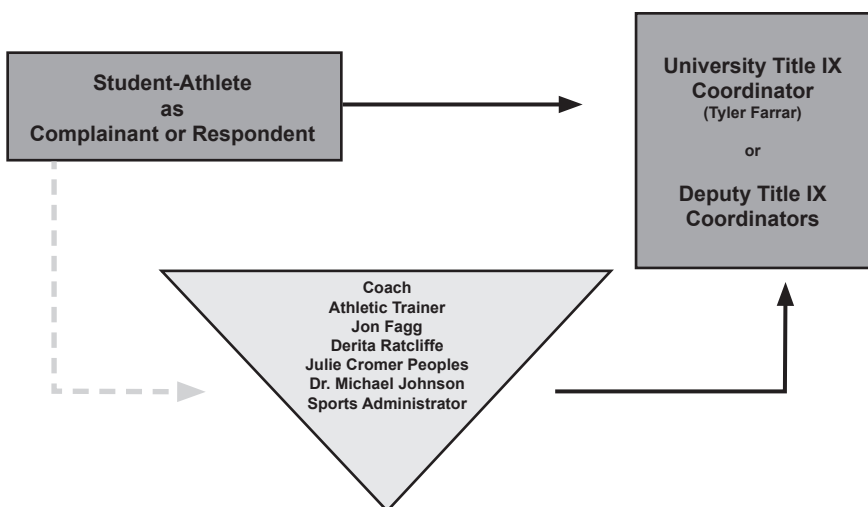 Student-Athlete
as
Complainant or Respondent
University Title IX
Coordinator
(Tyler Farrar)
or
Deputy Title IX
Coordinators
Coach
Athletic Trainer
Jon Fagg
Derita Ratcliffe
Julie Cromer Peoples
Dr. Michael Johnson
Sports Administrator